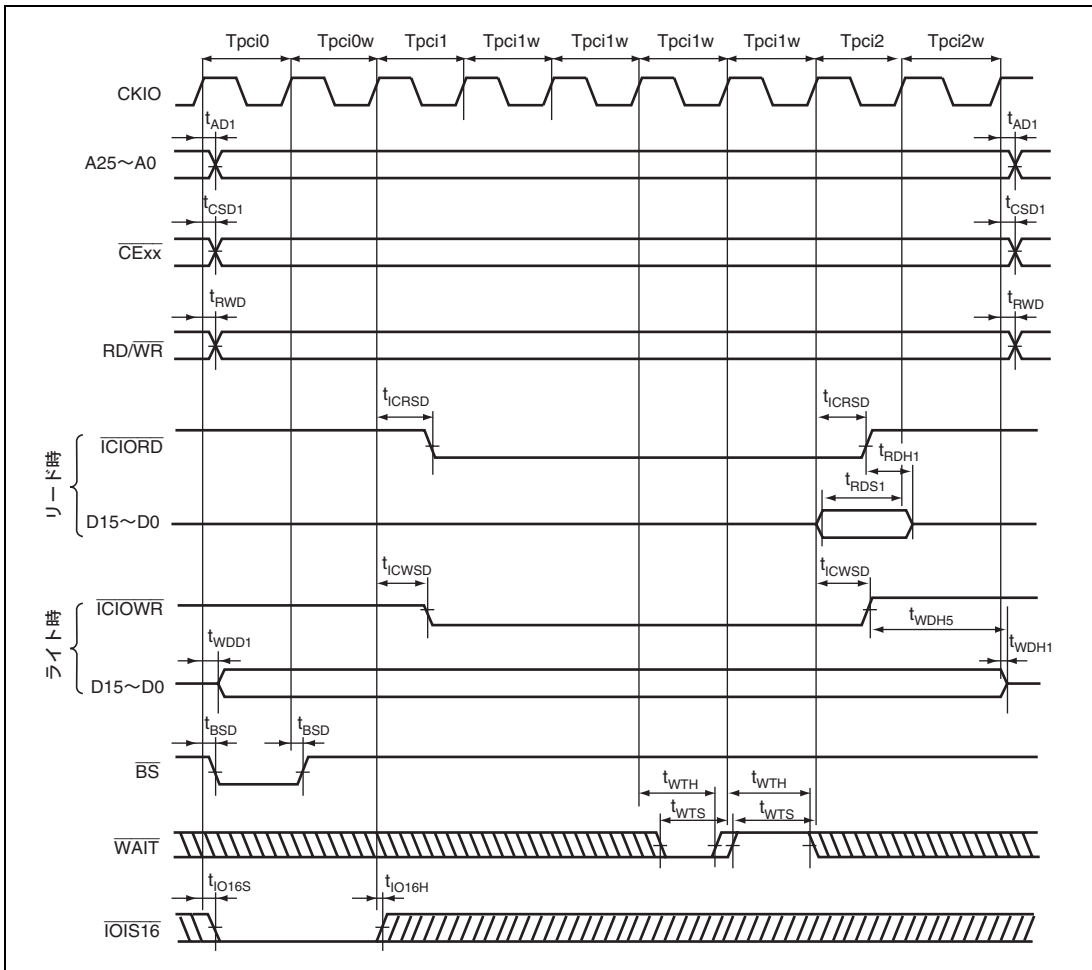 Tpci0 Tpci0w Tpci1 Tpci1w Tpci1w Tpci1w Tpci1w Tpci2 Tpci2w
CKIO
tAD1 tAD1
A25～A0
tCSD1 tCSD1
CExx
tRWD tRWD
RD/WR
tICRSD tICRSD
ICIORD
tRDH1
リード時
tRDS1
D15～D0
tICWSD tICWSD
ICIOWR
tWDH5
ライト時
tWDD1 tWDH1
D15～D0
tBSD tBSD
BS
tWTH tWTH
tWTS tWTS
WAIT
tIO16S tIO16H
IOIS16